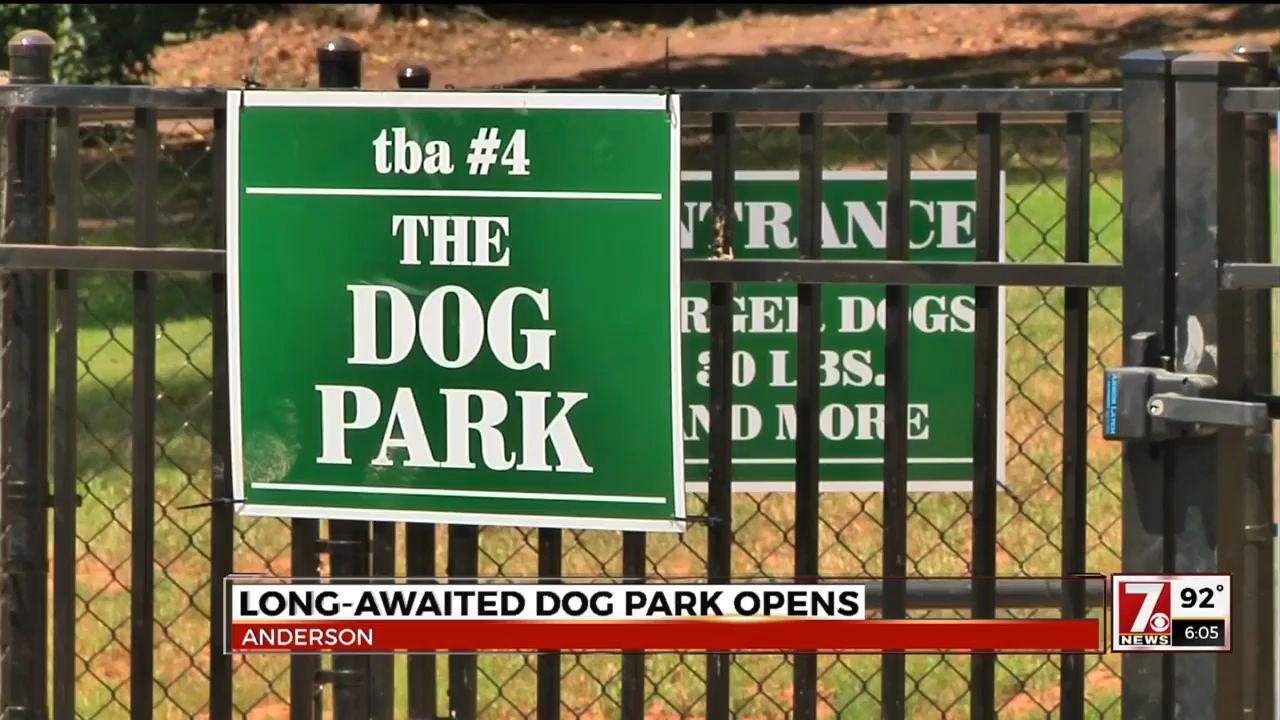 tba #4
THE
DOG
PARK
NTRANCE
RGER DOGS
30 LBS.
AND MORE
LONG-AWAITED DOG PARK OPENS
ANDERSON
7
NEWS
92°
6:05